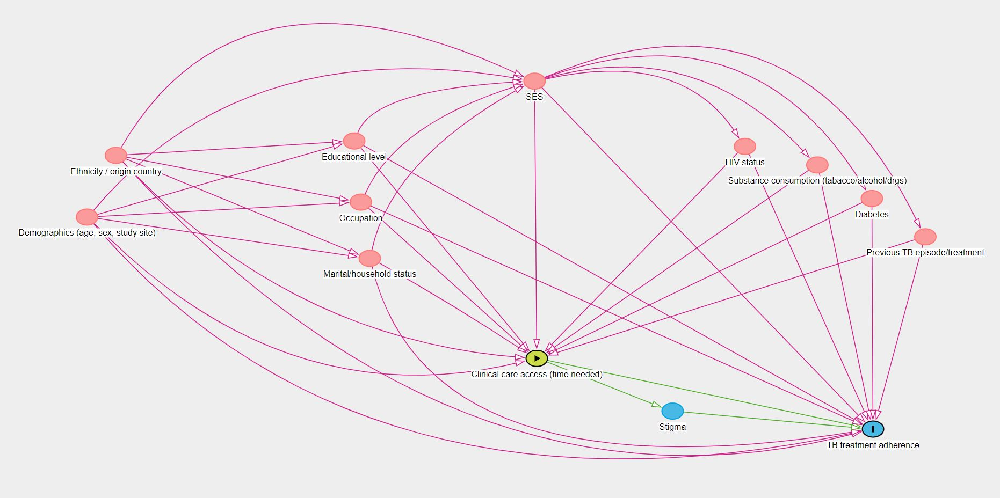 SES
Educational level
HIV status
Ethnicity / origin country
Substance consumption (tabacco/alcohol/drgs)
Diabetes
Occupation
Demographics (age, sex, study site)
Previous TB episode/treatment
Marital/household status
Clinical care access (time needed)
Stigma
TB treatment adherence